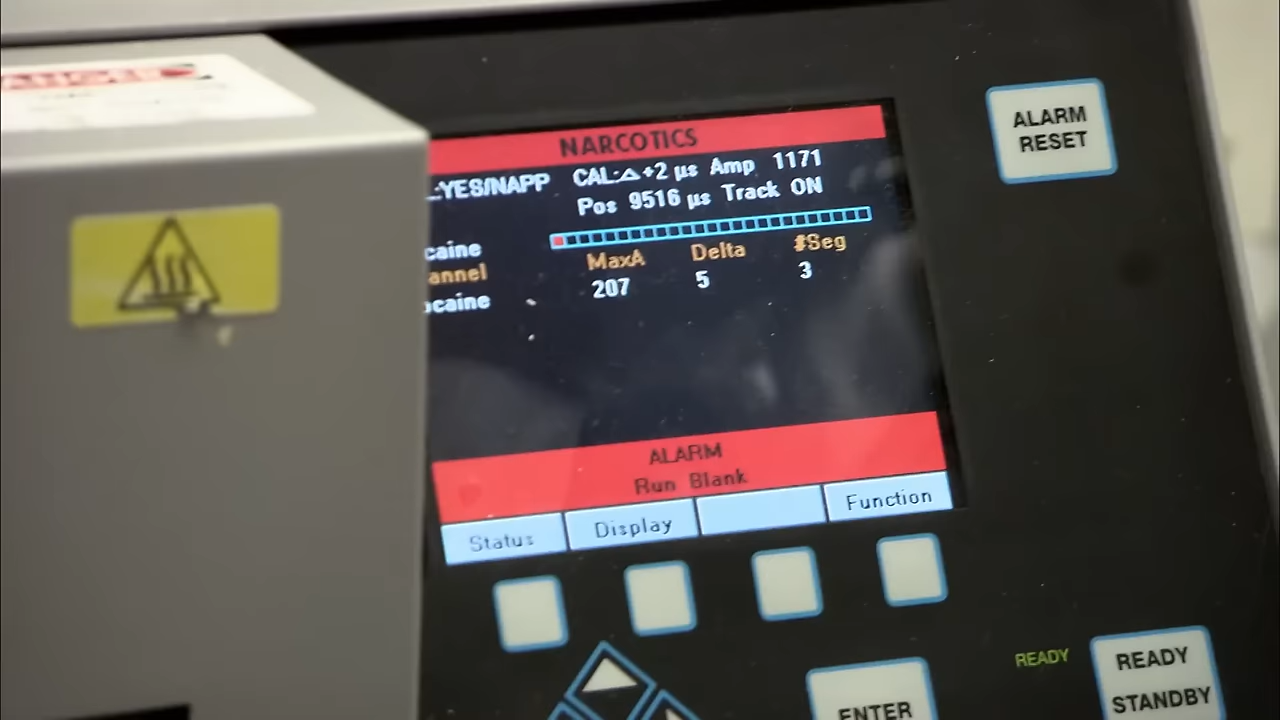 NARCOTICS
:YES/NAPP CAL:△+2 µs Amp 1171
Pos 9516 µs Track ON
caine
annel MaxA Delta #Seg
caine 207 5 3
ALARM
Run Blank
Status Display Function
ALARM
RESET
READY
READY
STANDBY
ENTER